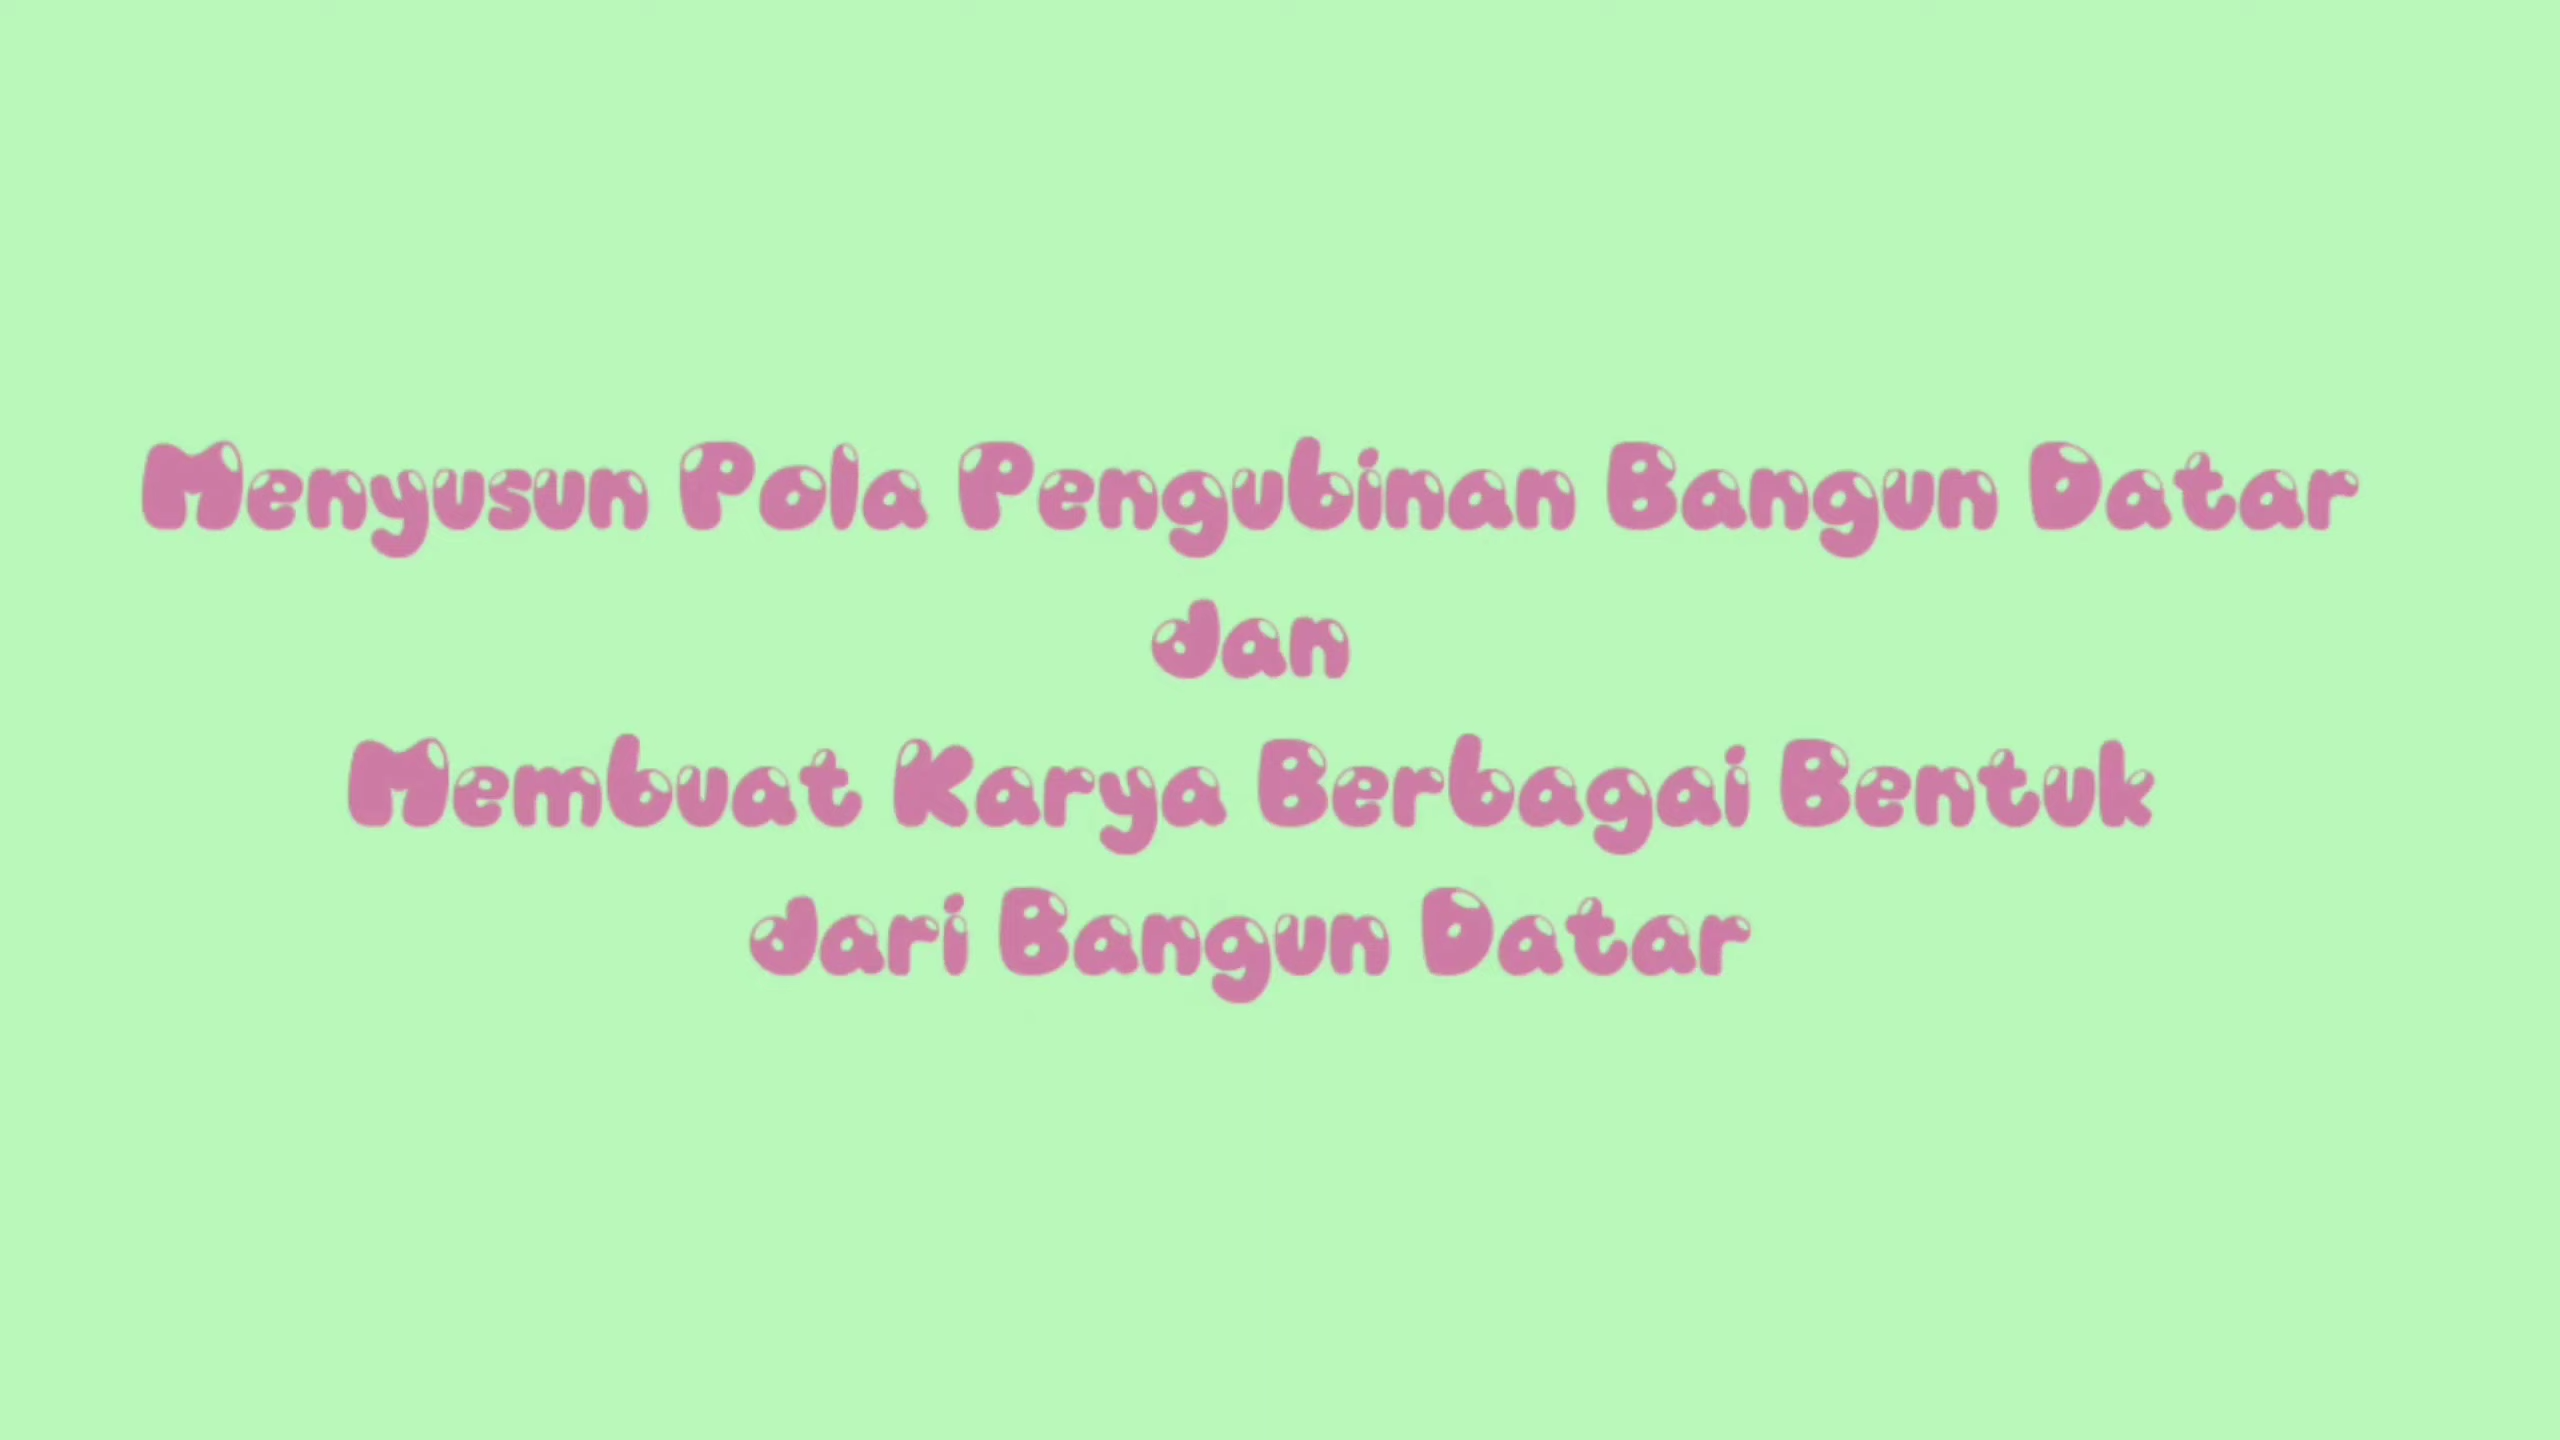 Menyusun Pola Pengubinan Bangun Datar
dan
Membuat Karya Berbagai Bentuk
dari Bangun Datar